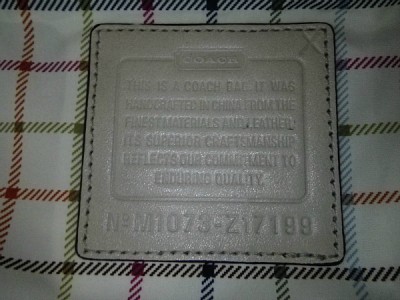 COACH
THIS IS A COACH BAG. IT WAS
HANDCRAFTED IN CHINA FROM THE
FINEST MATERIALS AND LEATHER.
ITS SUPERIOR CRAFTSMANSHIP
REFLECTS OUR COMMITMENT TO
ENDURING QUALITY.
Nº M1073-Z17199